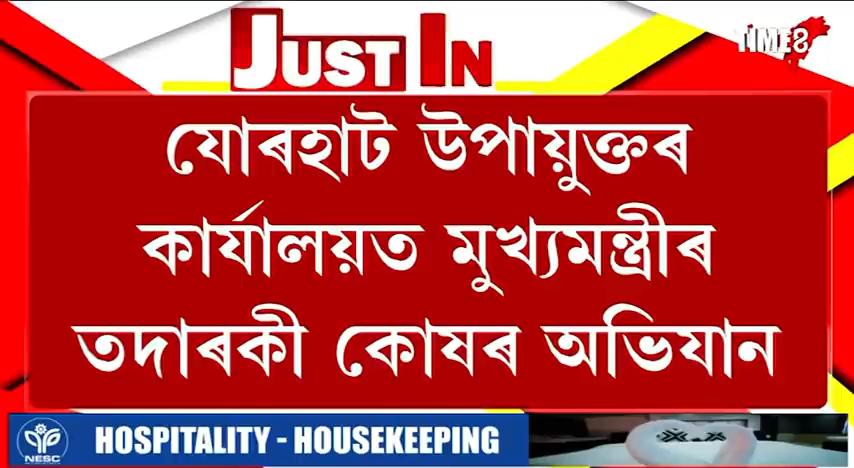 JUST IN
TIME8
যোৰহাট উপায়ুক্তৰ
কাৰ্যালয়ত মুখ্যমন্ত্ৰীৰ
তদাৰকী কোষৰ অভিযান
NESC
HOSPITALITY - HOUSEKEEPING